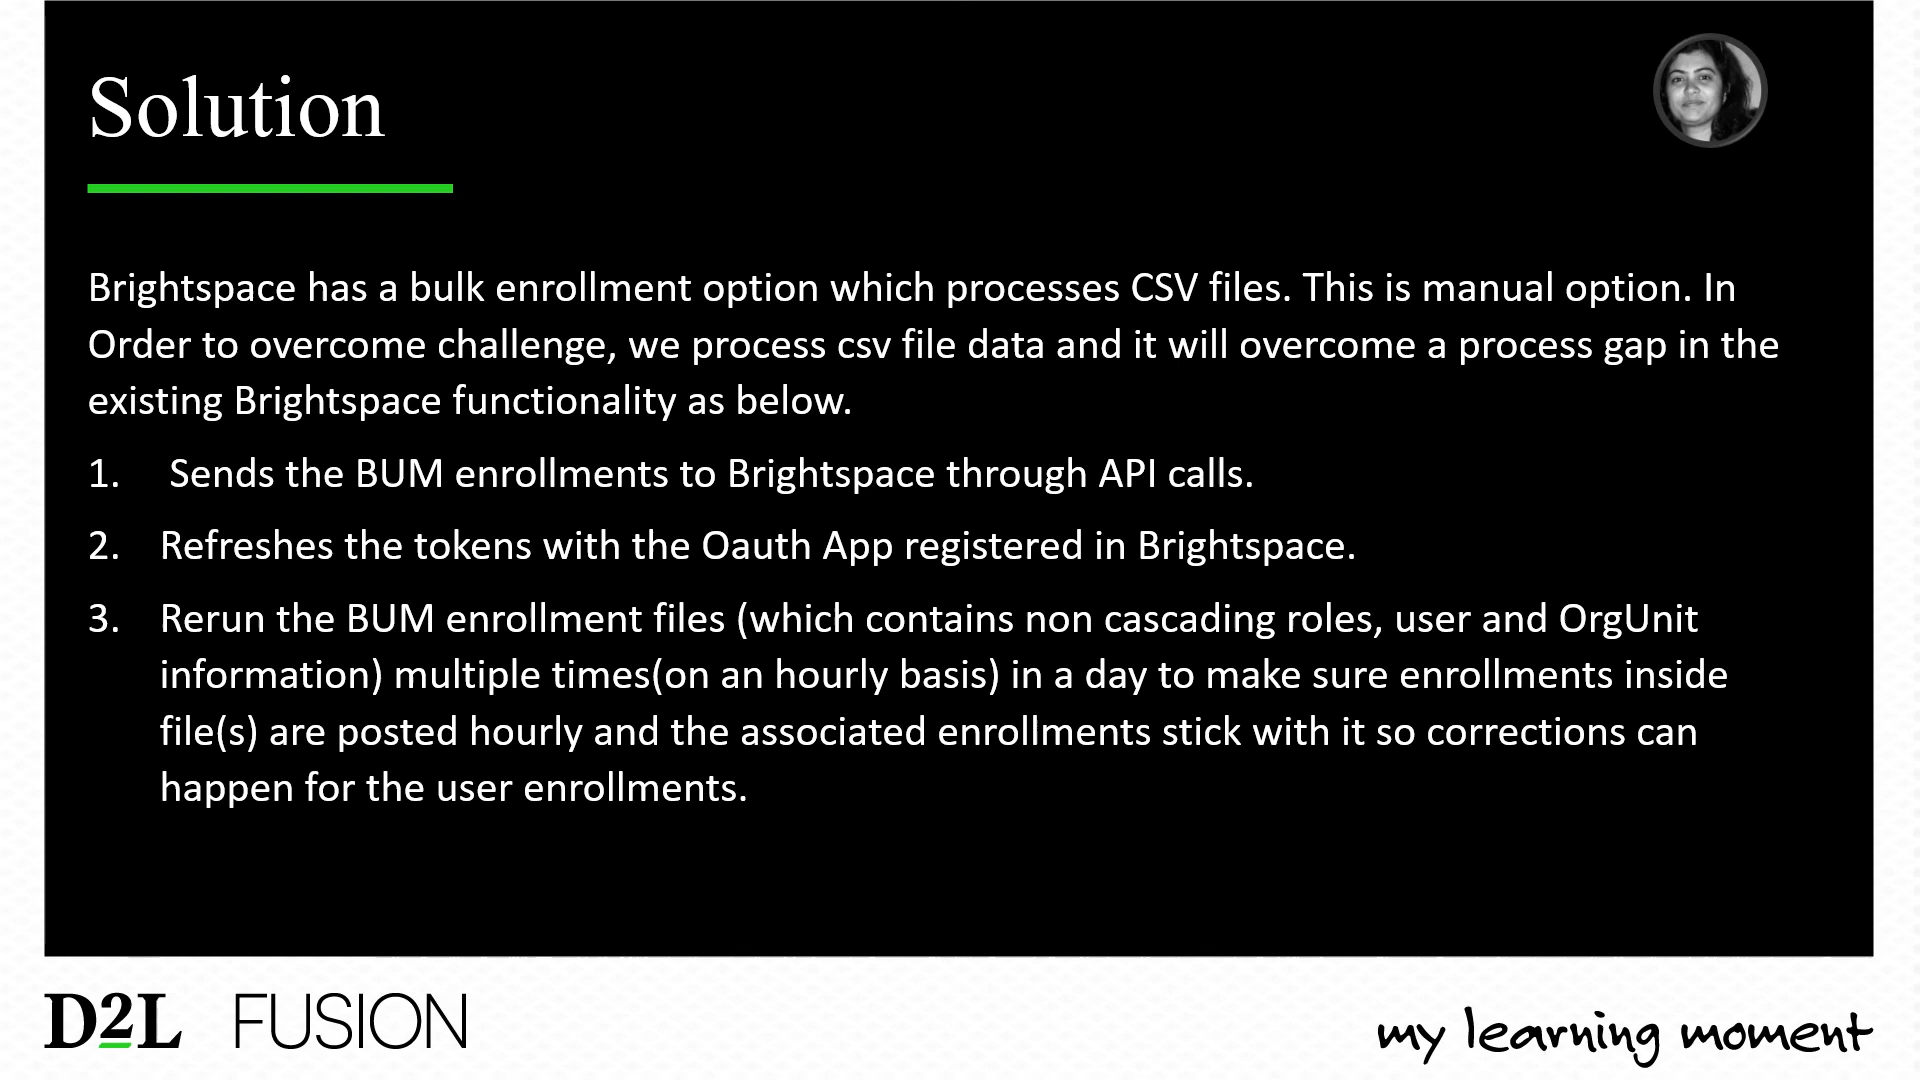 Solution
Brightspace has a bulk enrollment option which processes CSV files. This is manual option. In
Order to overcome challenge, we process csv file data and it will overcome a process gap in the
existing Brightspace functionality as below.
1. Sends the BUM enrollments to Brightspace through API calls.
2. Refreshes the tokens with the Oauth App registered in Brightspace.
3. Rerun the BUM enrollment files (which contains non cascading roles, user and OrgUnit
information) multiple times(on an hourly basis) in a day to make sure enrollments inside
file(s) are posted hourly and the associated enrollments stick with it so corrections can
happen for the user enrollments.
D2L FUSION
my learning moment